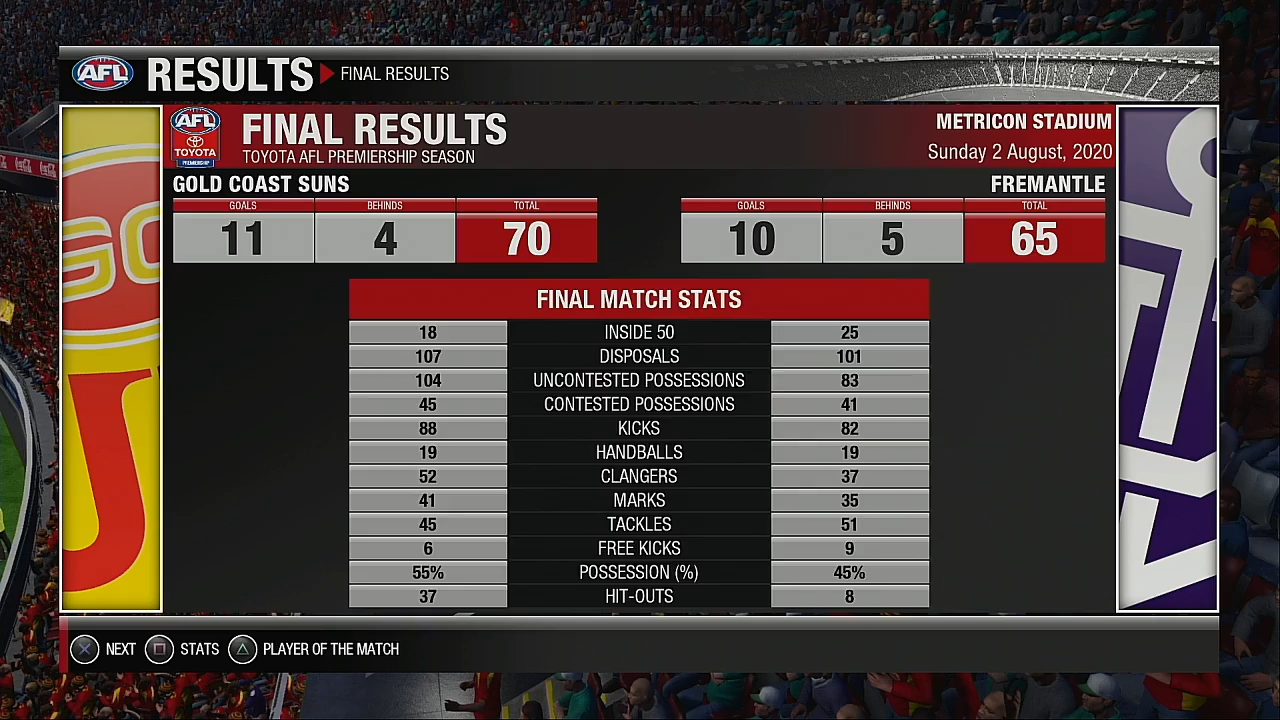 AFL RESULTS FINAL RESULTS
AFL TOYOTA PREMIERSHIP
FINAL RESULTS
TOYOTA AFL PREMIERSHIP SEASON
METRICON STADIUM
Sunday 2 August, 2020
GOLD COAST SUNS
FREMANTLE
GOALS BEHINDS TOTAL GOALS BEHINDS TOTAL
11 4 70 10 5 65
FINAL MATCH STATS
18 INSIDE 50 25
107 DISPOSALS 101
104 UNCONTESTED POSSESSIONS 83
45 CONTESTED POSSESSIONS 41
88 KICKS 82
19 HANDBALLS 19
52 CLANGERS 37
41 MARKS 35
45 TACKLES 51
6 FREE KICKS 9
55% POSSESSION (%) 45%
37 HIT-OUTS 8
NEXT STATS PLAYER OF THE MATCH